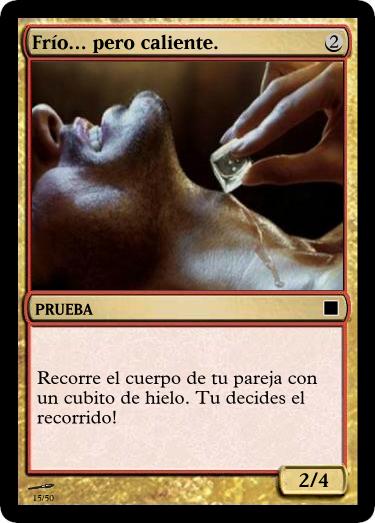 Frío... pero caliente. 2
PRUEBA
Recorre el cuerpo de tu pareja con
un cubito de hielo. Tu decides el
recorrido!
2/4
15/50